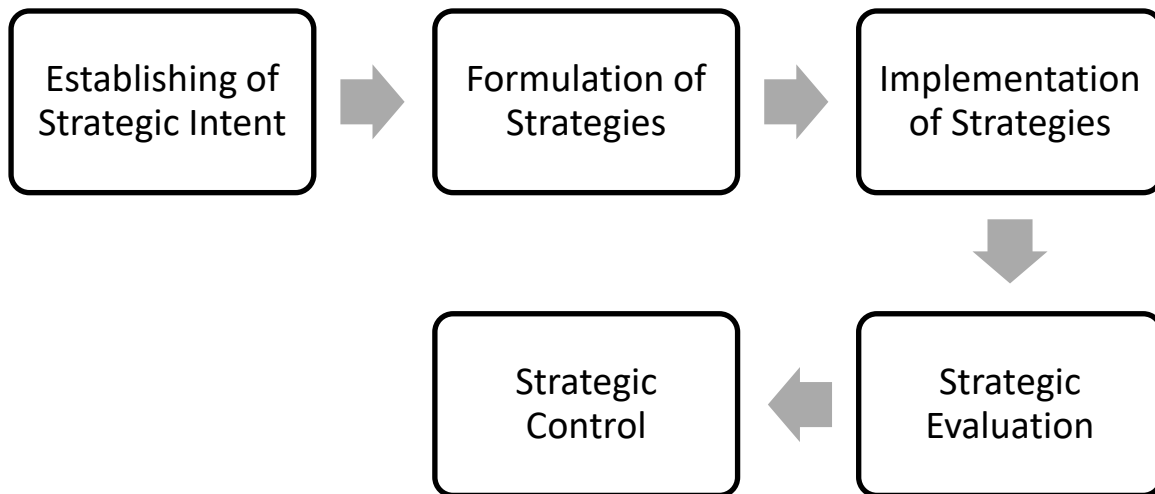 Establishing of
Strategic Intent
Formulation of
Strategies
Implementation
of Strategies
Strategic
Evaluation
Strategic
Control